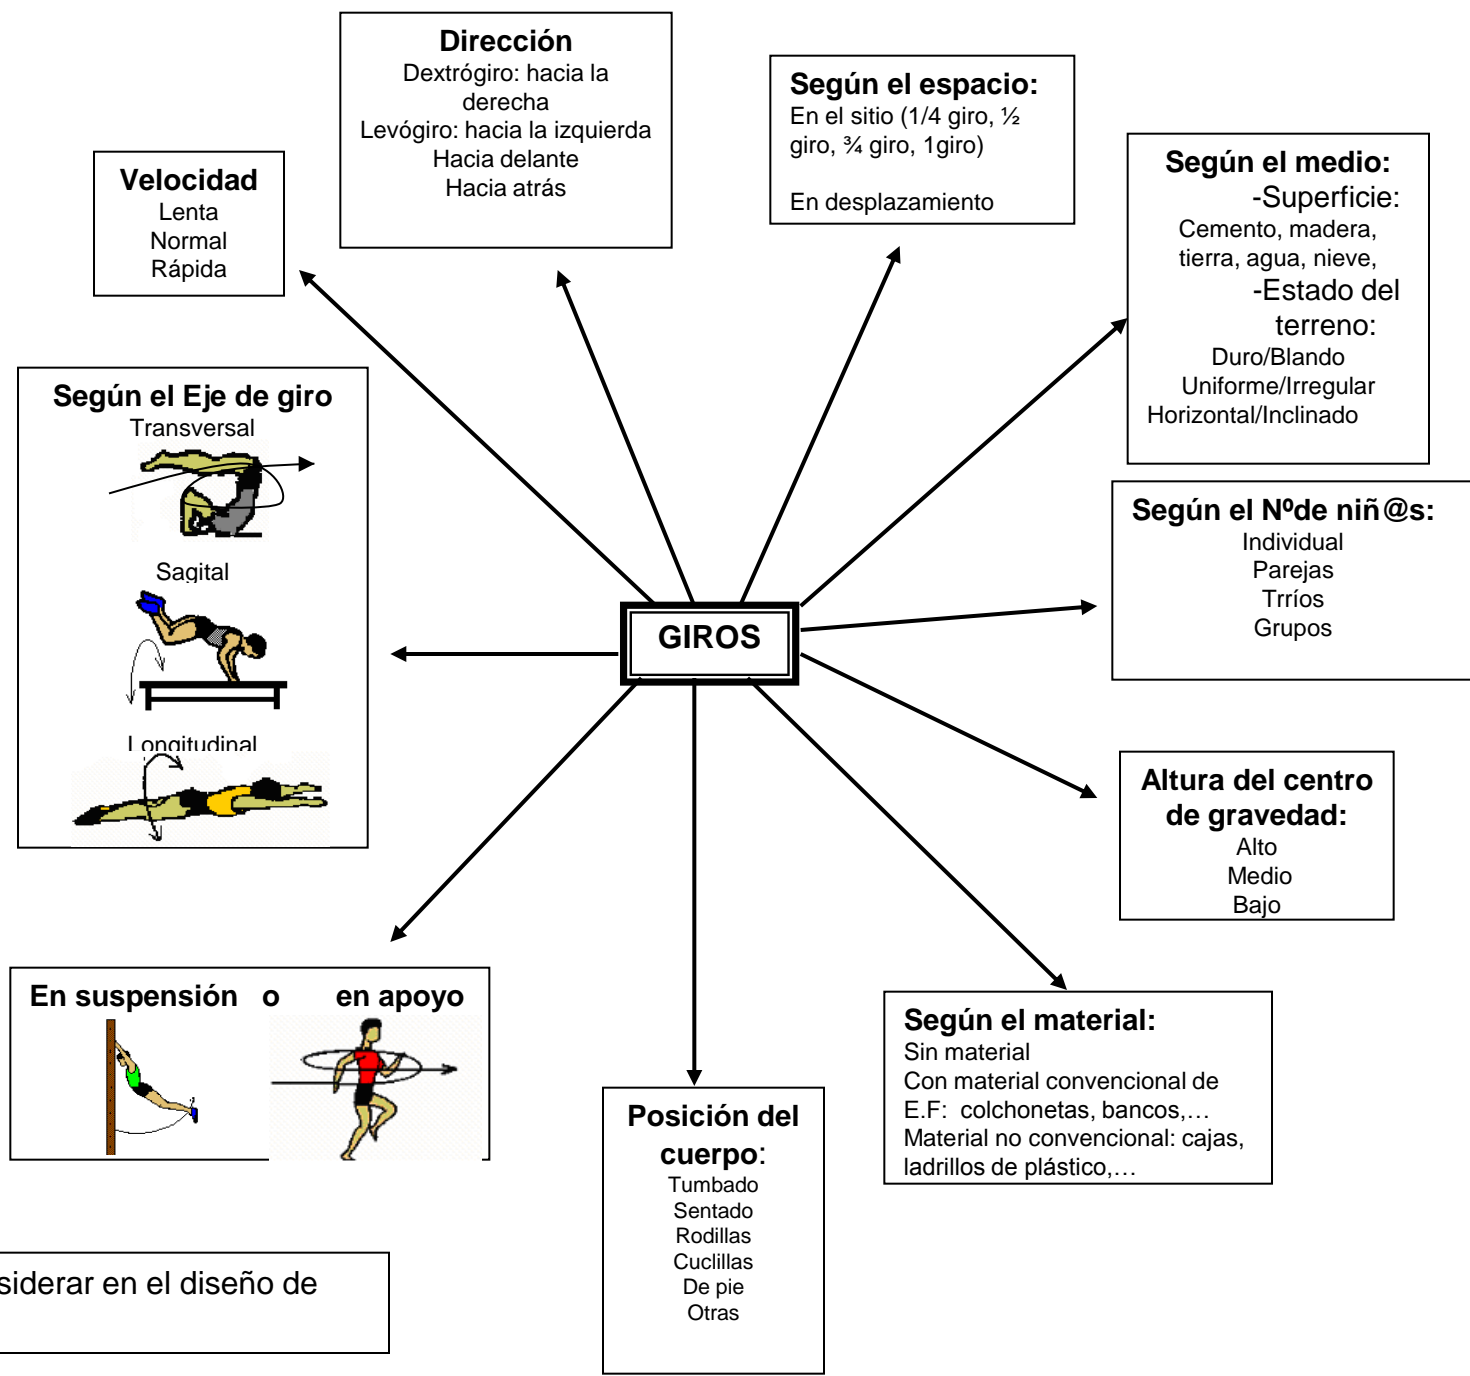 Dirección
Dextrógiro: hacia la
derecha
Levógiro: hacia la izquierda
Hacia delante
Hacia atrás
Según el espacio:
En el sitio (1/4 giro, ½
giro, ¾ giro, 1giro)
En desplazamiento
Según el medio:
-Superficie:
Cemento, madera,
tierra, agua, nieve,
-Estado del
terreno:
Duro/Blando
Uniforme/Irregular
Horizontal/Inclinado
Velocidad
Lenta
Normal
Rápida
Según el Eje de giro
Transversal
Sagital
Longitudinal
GIROS
Según el Nºde niñ@s:
Individual
Parejas
Trríos
Grupos
Altura del centro
de gravedad:
Alto
Medio
Bajo
En suspensión o en apoyo
Según el material:
Sin material
Con material convencional de
E.F: colchonetas, bancos,…
Material no convencional: cajas,
ladrillos de plástico,…
Posición del
cuerpo:
Tumbado
Sentado
Rodillas
Cuclillas
De pie
Otras
siderar en el diseño de